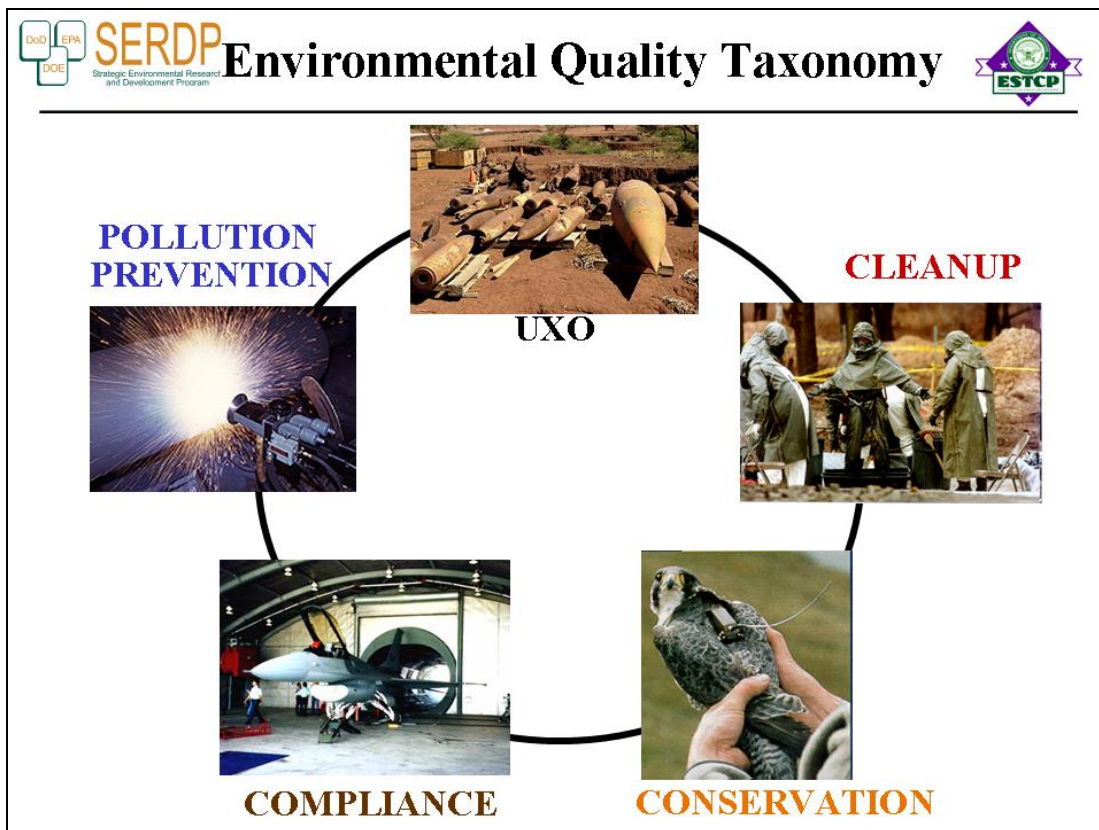 DoD
EPA
DOE
SERDP
Strategic Environmental Research
and Development Program
Environmental Quality Taxonomy
ESTCP
POLLUTION
PREVENTION
UXO
CLEANUP
COMPLIANCE
CONSERVATION